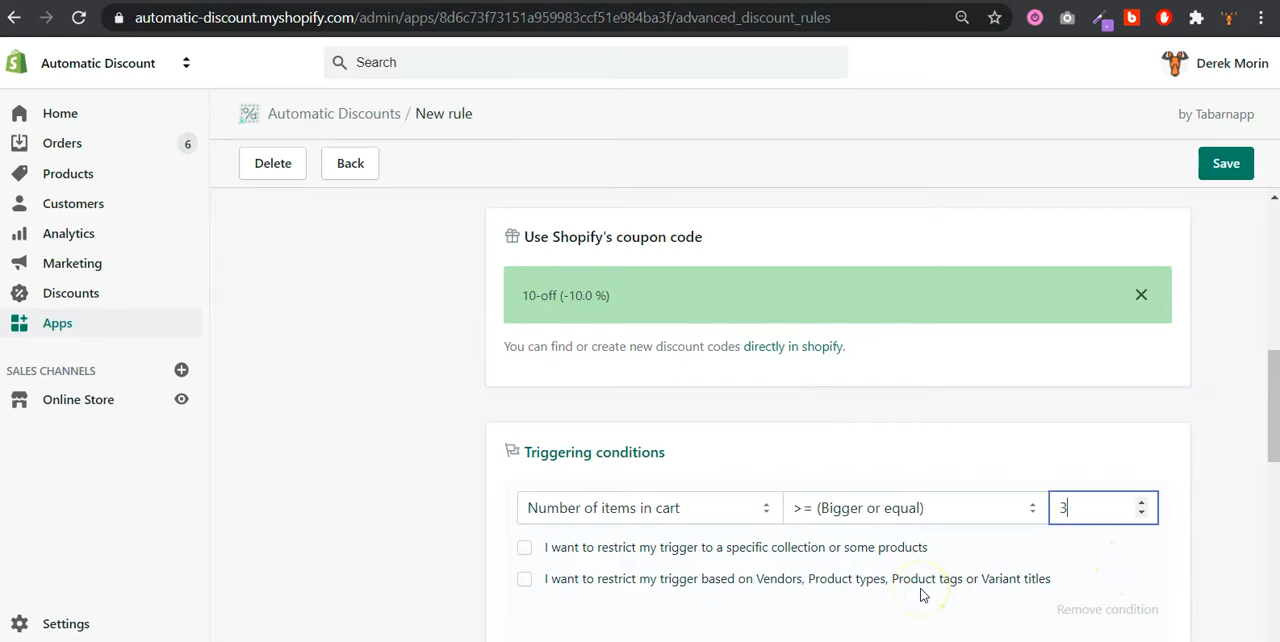 automatic-discount.myshopify.com/admin/apps/8d6c73f73151a959983ccf51e984ba3f/advanced_discount_rules
Automatic Discount
Search
Derek Morin
Home
Orders
6
Products
Customers
Analytics
Marketing
Discounts
Apps
SALES CHANNELS
Online Store
Settings
Automatic Discounts / New rule
by Tabarnapp
Delete
Back
Save
Use Shopify's coupon code
10-off (-10.0 %)
You can find or create new discount codes directly in shopify.
Triggering conditions
Number of items in cart
>= (Bigger or equal)
3
I want to restrict my trigger to a specific collection or some products
I want to restrict my trigger based on Vendors, Product types, Product tags or Variant titles
Remove condition